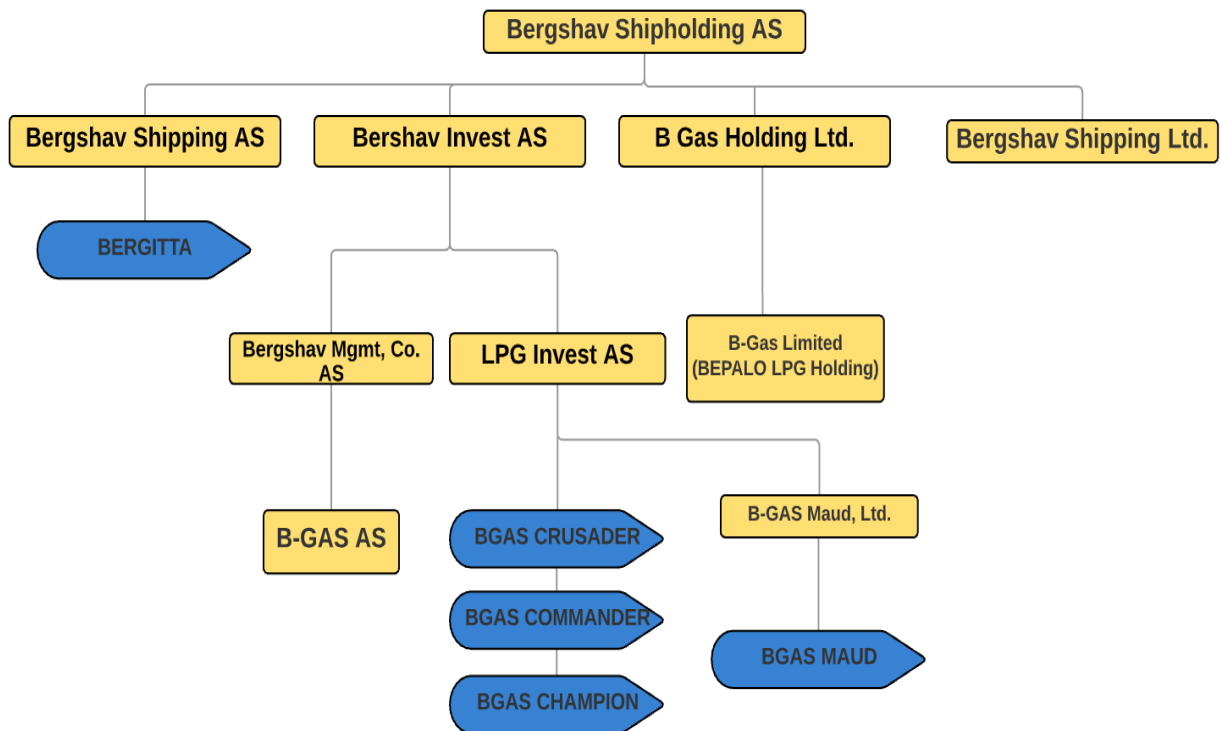 Bergshav Shipholding AS
Bergshav Shipping AS
Bershav Invest AS
B Gas Holding Ltd.
Bergshav Shipping Ltd.
BERGITTA
Bergshav Mgmt, Co.
AS
LPG Invest AS
B-Gas Limited
(BEPALO LPG Holding)
B-GAS AS
BGAS CRUSADER
B-GAS Maud, Ltd.
BGAS COMMANDER
BGAS MAUD
BGAS CHAMPION